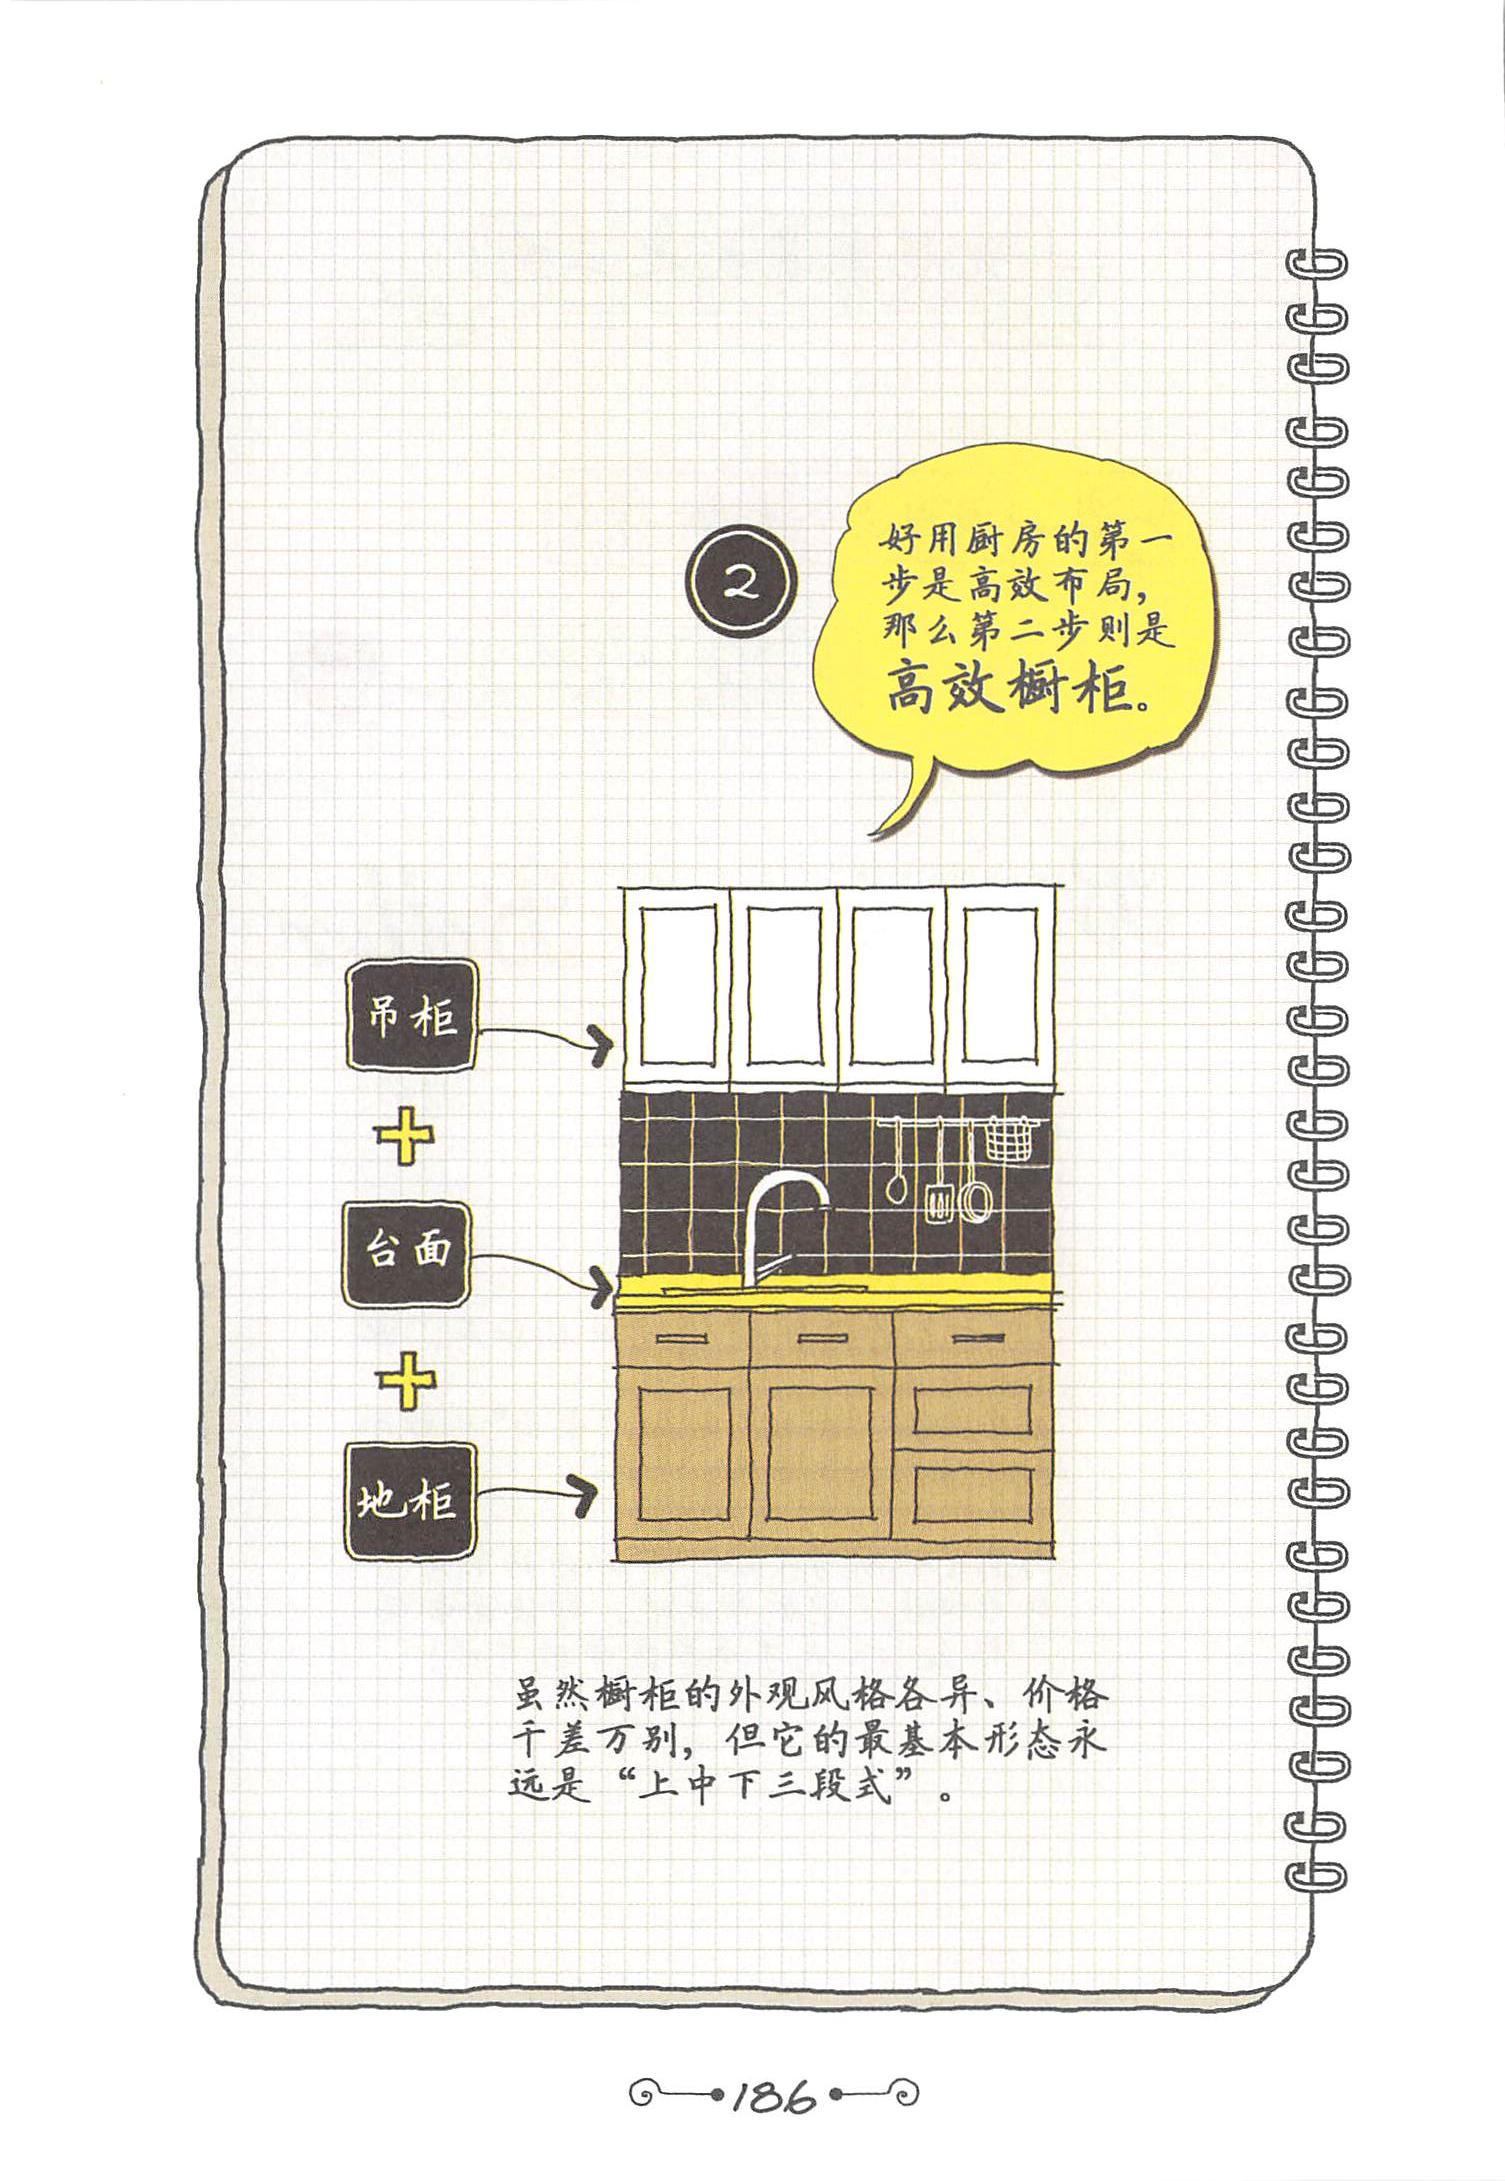 2
好用厨房的第一
步是高效布局，
那么第二步则是
高效橱柜。
吊柜
+
台面
+
地柜
虽然橱柜的外观风格各异、价格
千差万别，但它的最基本形态永
远是“上中下三段式”。
186